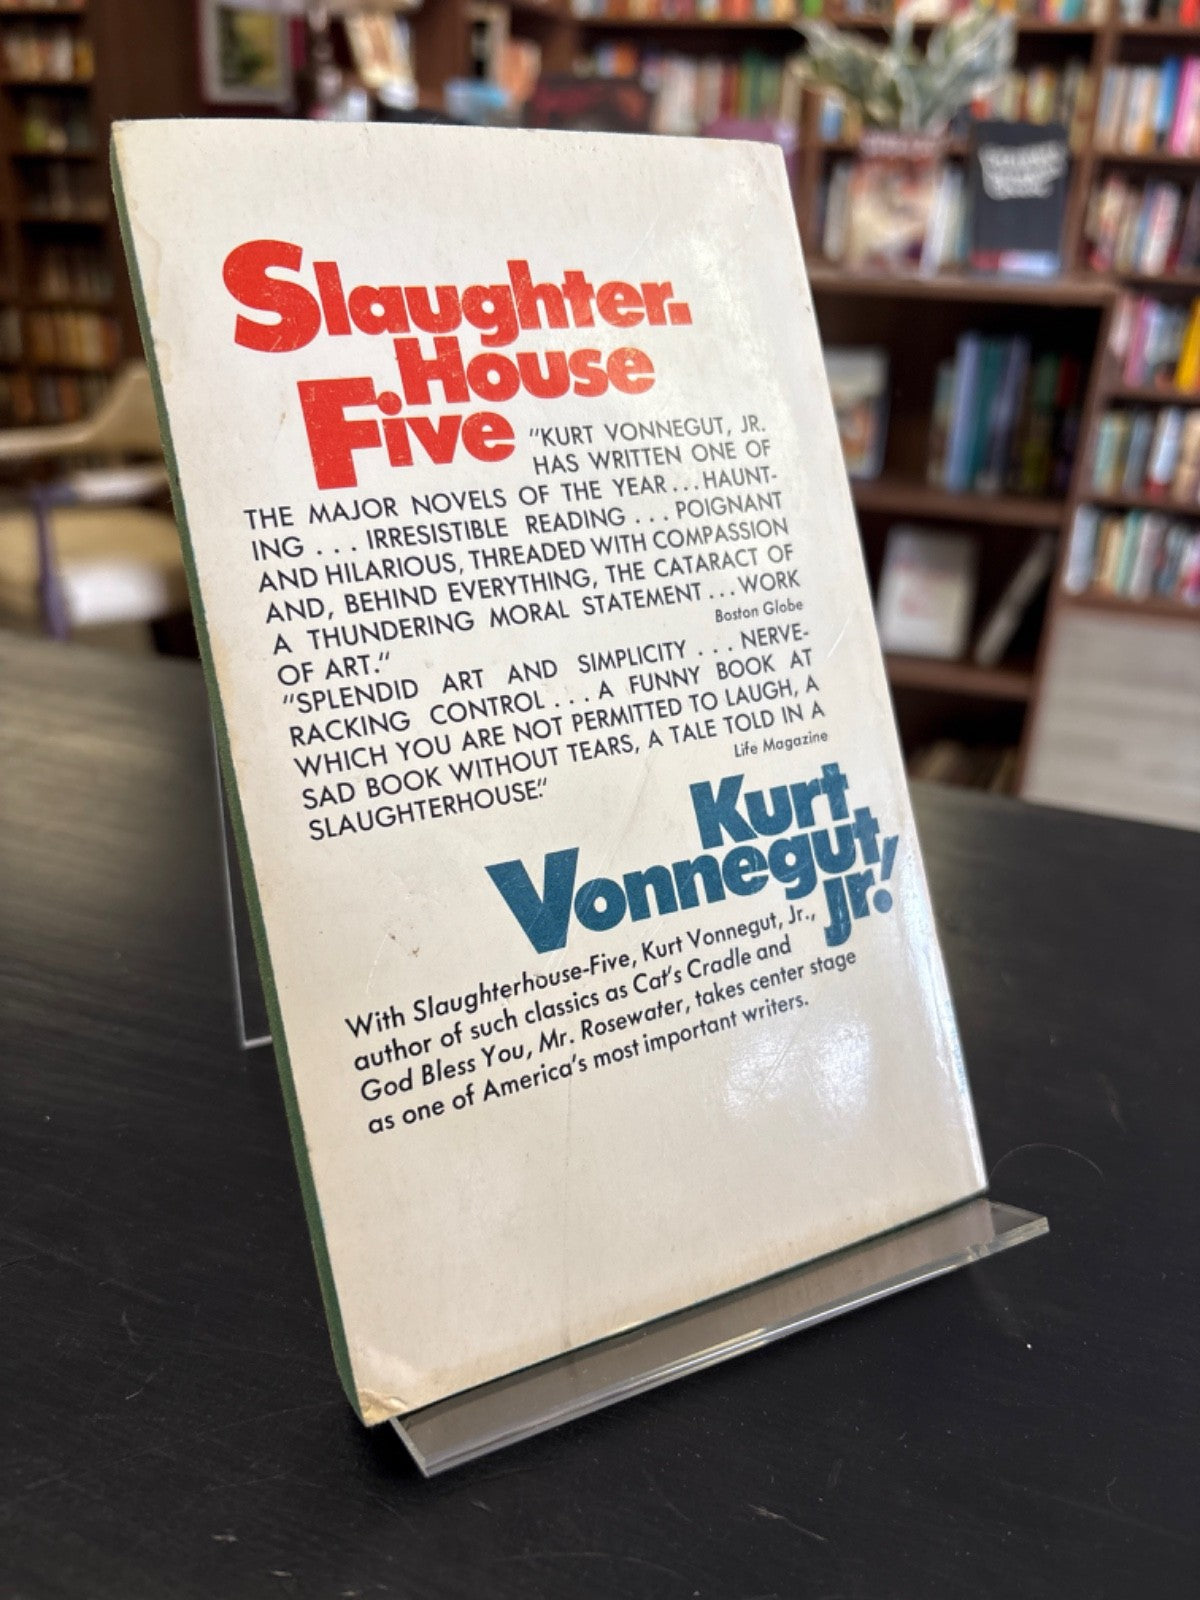 Slaughter-
House
Five
"KURT VONNEGUT, JR.
HAS WRITTEN ONE OF
THE MAJOR NOVELS OF THE YEAR...HAUNT-
ING ... IRRESISTIBLE READING ... POIGNANT
AND HILARIOUS, THREADED WITH COMPASSION
AND, BEHIND EVERYTHING, THE CATARACT OF
A THUNDERING MORAL STATEMENT...WORK
OF ART."
Boston Globe
"SPLENDID ART AND SIMPLICITY ... NERVE-
RACKING CONTROL...A FUNNY BOOK AT
WHICH YOU ARE NOT PERMITTED TO LAUGH, A
SAD BOOK WITHOUT TEARS, A TALE TOLD IN A
SLAUGHTERHOUSE."
Life Magazine
Kurt
Vonnegut,
Jr.!
With Slaughterhouse-Five, Kurt Vonnegut, Jr.,
author of such classics as Cat's Cradle and
God Bless You, Mr. Rosewater, takes center stage
as one of America's most important writers.